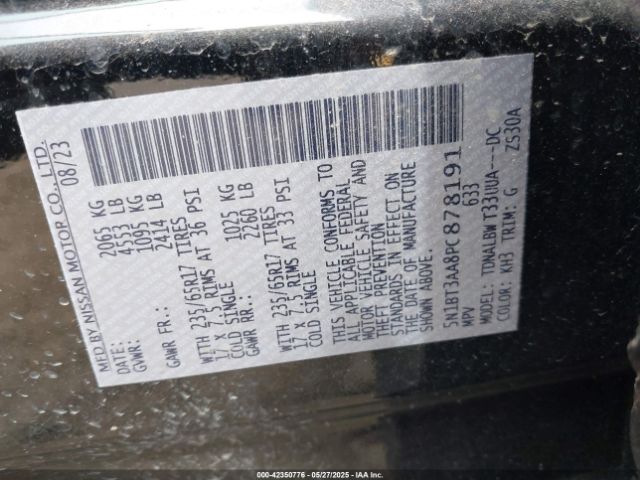 MFD BY NISSAN MOTOR CO., LTD.
DATE: 08/23
GVWR: 2065 KG
4553 LB
GAWR FR.: 1095 KG
2414 LB
WITH 235/65R17 TIRES
17 X 7.5 RIMS AT 36 PSI
COLD SINGLE
GAWR RR.: 1025 KG
2260 LB
WITH 235/65R17 TIRES
17 X 7.5 RIMS AT 33 PSI
COLD SINGLE
THIS VEHICLE CONFORMS TO
ALL APPLICABLE FEDERAL
MOTOR VEHICLE SAFETY AND
THEFT PREVENTION
STANDARDS IN EFFECT ON
THE DATE OF MANUFACTURE
SHOWN ABOVE.
5N1BT3AA8PC878191
MPV 633
MODEL: TDNALBW T33UUA---DC
COLOR: KH3 TRIM: G ZS30A
000-42350776 — 05/27/2025 — IAA Inc.